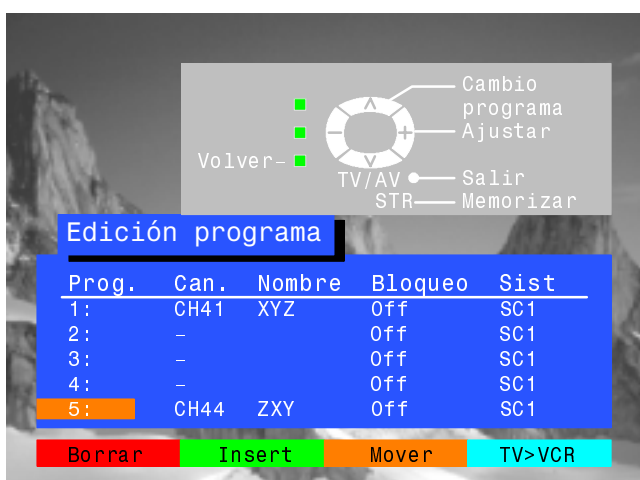 Cambio
programa
Ajustar
Volver–
TV/AV Salir
STR Memorizar
Edición programa
Prog. Can. Nombre Bloqueo Sist
1: CH41 XYZ Off SC1
2: – Off SC1
3: – Off SC1
4: – Off SC1
5: CH44 ZXY Off SC1
Borrar Insert Mover TV>VCR